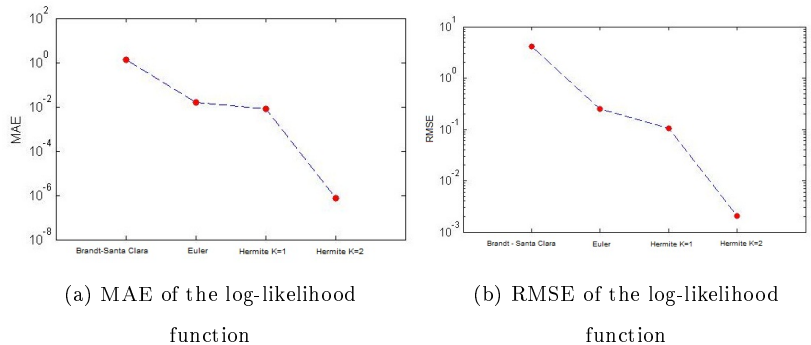 10^2
10^0
10^-2
10^-4
10^-6
10^-8
MAE
Brandt-Santa Clara Euler Hermite K=1 Hermite K=2
(a) MAE of the log-likelihood
function
10^1
10^0
10^-1
10^-2
10^-3
RMSE
Brandt - Santa Clara Euler Hermite K=1 Hermite K=2
(b) RMSE of the log-likelihood
function